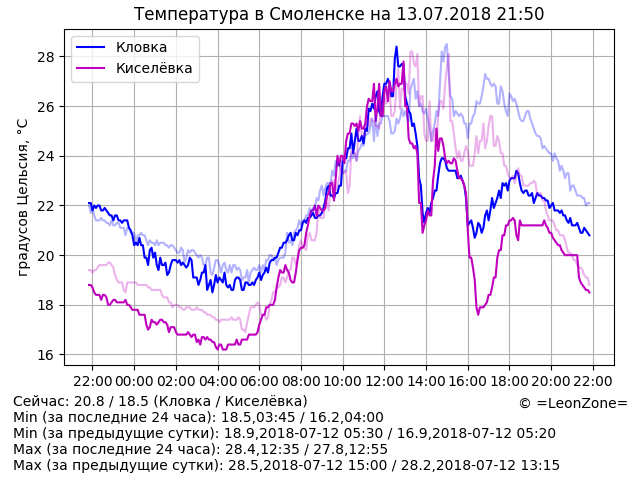 Температура в Смоленске на 13.07.2018 21:50
Кловка
Киселёвка
градусов Цельсия, °C
28
26
24
22
20
18
16
22:00 00:00 02:00 04:00 06:00 08:00 10:00 12:00 14:00 16:00 18:00 20:00 22:00
Сейчас: 20.8 / 18.5 (Кловка / Киселёвка)
© =LeonZone=
Min (за последние 24 часа): 18.5,03:45 / 16.2,04:00
Min (за предыдущие сутки): 18.9,2018-07-12 05:30 / 16.9,2018-07-12 05:20
Max (за последние 24 часа): 28.4,12:35 / 27.8,12:55
Max (за предыдущие сутки): 28.5,2018-07-12 15:00 / 28.2,2018-07-12 13:15